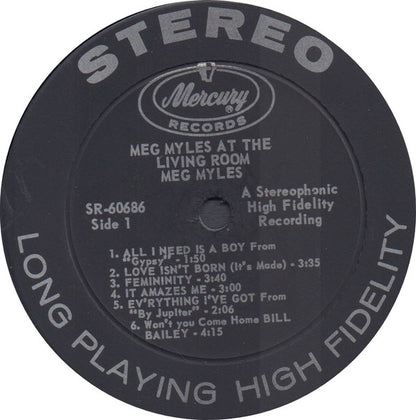 STEREO
Mercury
RECORDS
MEG MYLES AT THE
LIVING ROOM
MEG MYLES
SR-60686
Side 1
A Stereophonic
High Fidelity
Recording
1. ALL I NEED IS A BOY From
"Gypsy" - 1:50
2. LOVE ISN'T BORN (It's Made) - 3:35
3. FEMININITY - 3:40
4. IT AMAZES ME - 3:00
5. EV'RYTHING I'VE GOT From
"By Jupiter" - 2:06
6. Won't you Come Home BILL
BAILEY - 4:15
LONG PLAYING HIGH FIDELITY